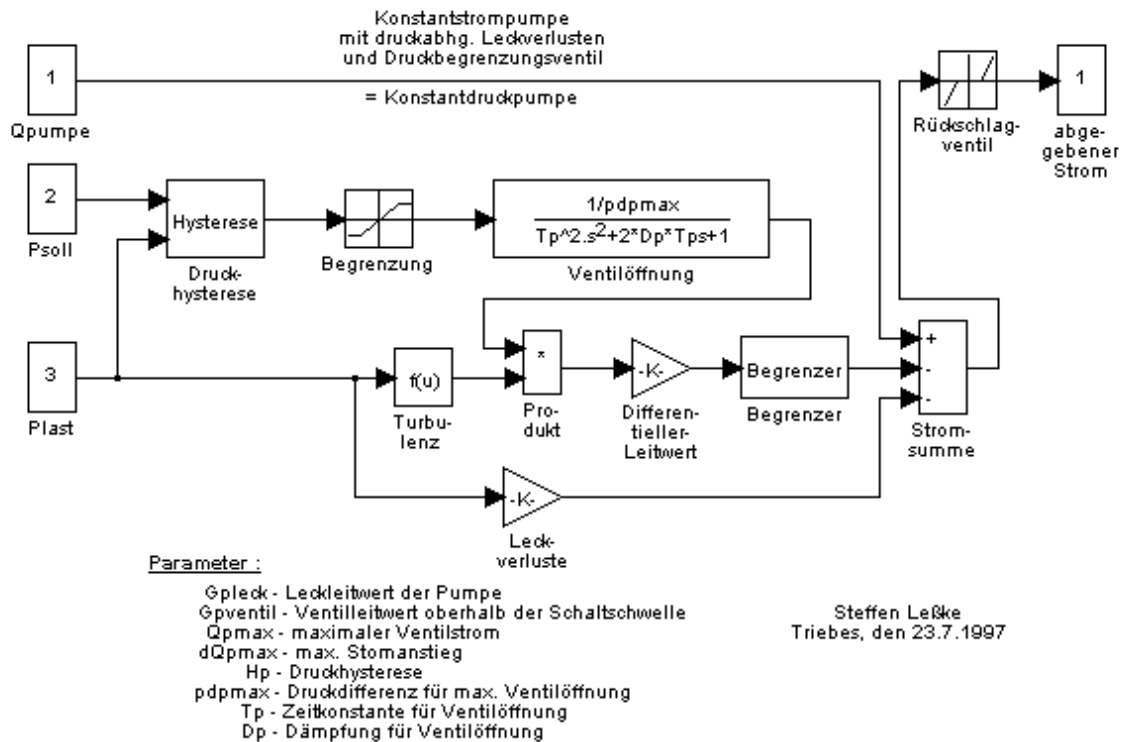 Konstantstrompumpe
mit druckabhg. Leckverlusten
und Druckbegrenzungsventil
= Konstantdruckpumpe
1
Qpumpe
Rückschlag-
ventil
1
abge-
gebener
Strom
2
Psoll
Hysterese
Druck-
hysterese
Begrenzung
1/pdpmax
Tp^2.s²+2*Dp*Tps+1
Ventilöffnung
3
Plast
f(u)
Turbu-
lenz
*
Pro-
dukt
-K-
Differen-
tieller-
Leitwert
Begrenzer
Begrenzer
+
-
-
Strom-
summe
-K-
Leck-
verluste
Parameter :
Gpleck - Leckleitwert der Pumpe
Gpventil - Ventilleitwert oberhalb der Schaltschwelle
Qpmax - maximaler Ventilstrom
dQpmax - max. Stomanstieg
Hp - Druckhysterese
pdpmax - Druckdifferenz für max. Ventilöffnung
Tp - Zeitkonstante für Ventilöffnung
Dp - Dämpfung für Ventilöffnung
Steffen Leßke
Triebes, den 23.7.1997